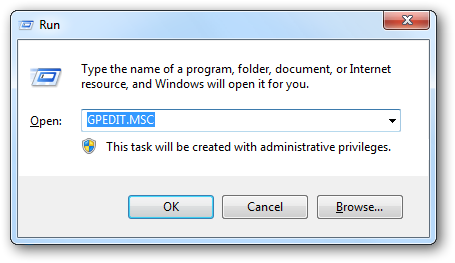 Run
Type the name of a program, folder, document, or Internet
resource, and Windows will open it for you.
Open: GPEDIT.MSC
This task will be created with administrative privileges.
OK Cancel Browse...